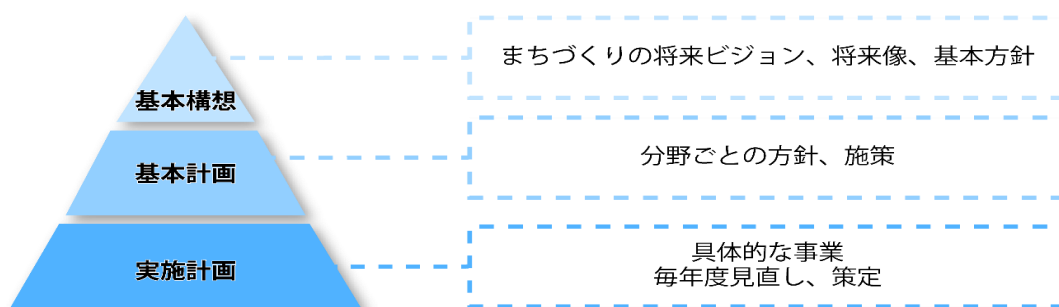 基本構想
まちづくりの将来ビジョン、将来像、基本方針
基本計画
分野ごとの方針、施策
実施計画
具体的な事業
毎年度見直し、策定